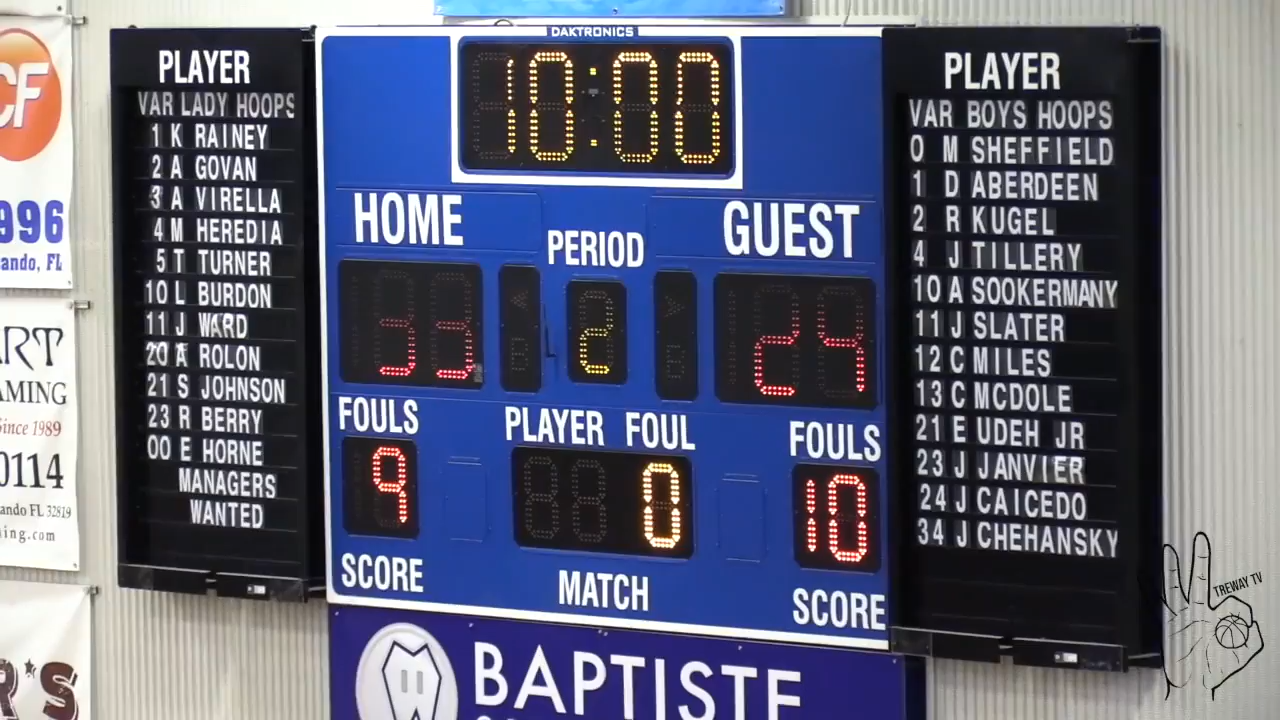 DAKTRONICS
10:00
HOME
PERIOD
GUEST
2
FOULS
PLAYER FOUL
FOULS
9
0
10
SCORE
MATCH
SCORE
BAPTISTE
PLAYER
VAR LADY HOOPS
1 K RAINEY
2 A GOVAN
3 A VIRELLA
4 M HEREDIA
5 T TURNER
10 L BURDON
11 J WARD
20 A ROLON
21 S JOHNSON
23 R BERRY
00 E HORNE
MANAGERS
WANTED
PLAYER
VAR BOYS HOOPS
0 M SHEFFIELD
1 D ABERDEEN
2 R KUGEL
4 J TILLERY
10 A SOOKERMANY
11 J SLATER
12 C MILES
13 C MCDOLE
21 E UDEH JR
23 J JANVIER
24 J CAICEDO
34 J CHEHANSKY
CF
996
ando, FL
ART
AMING
Since 1989
0114
ando FL 32819
ing.com
R'S
TREWAY TV